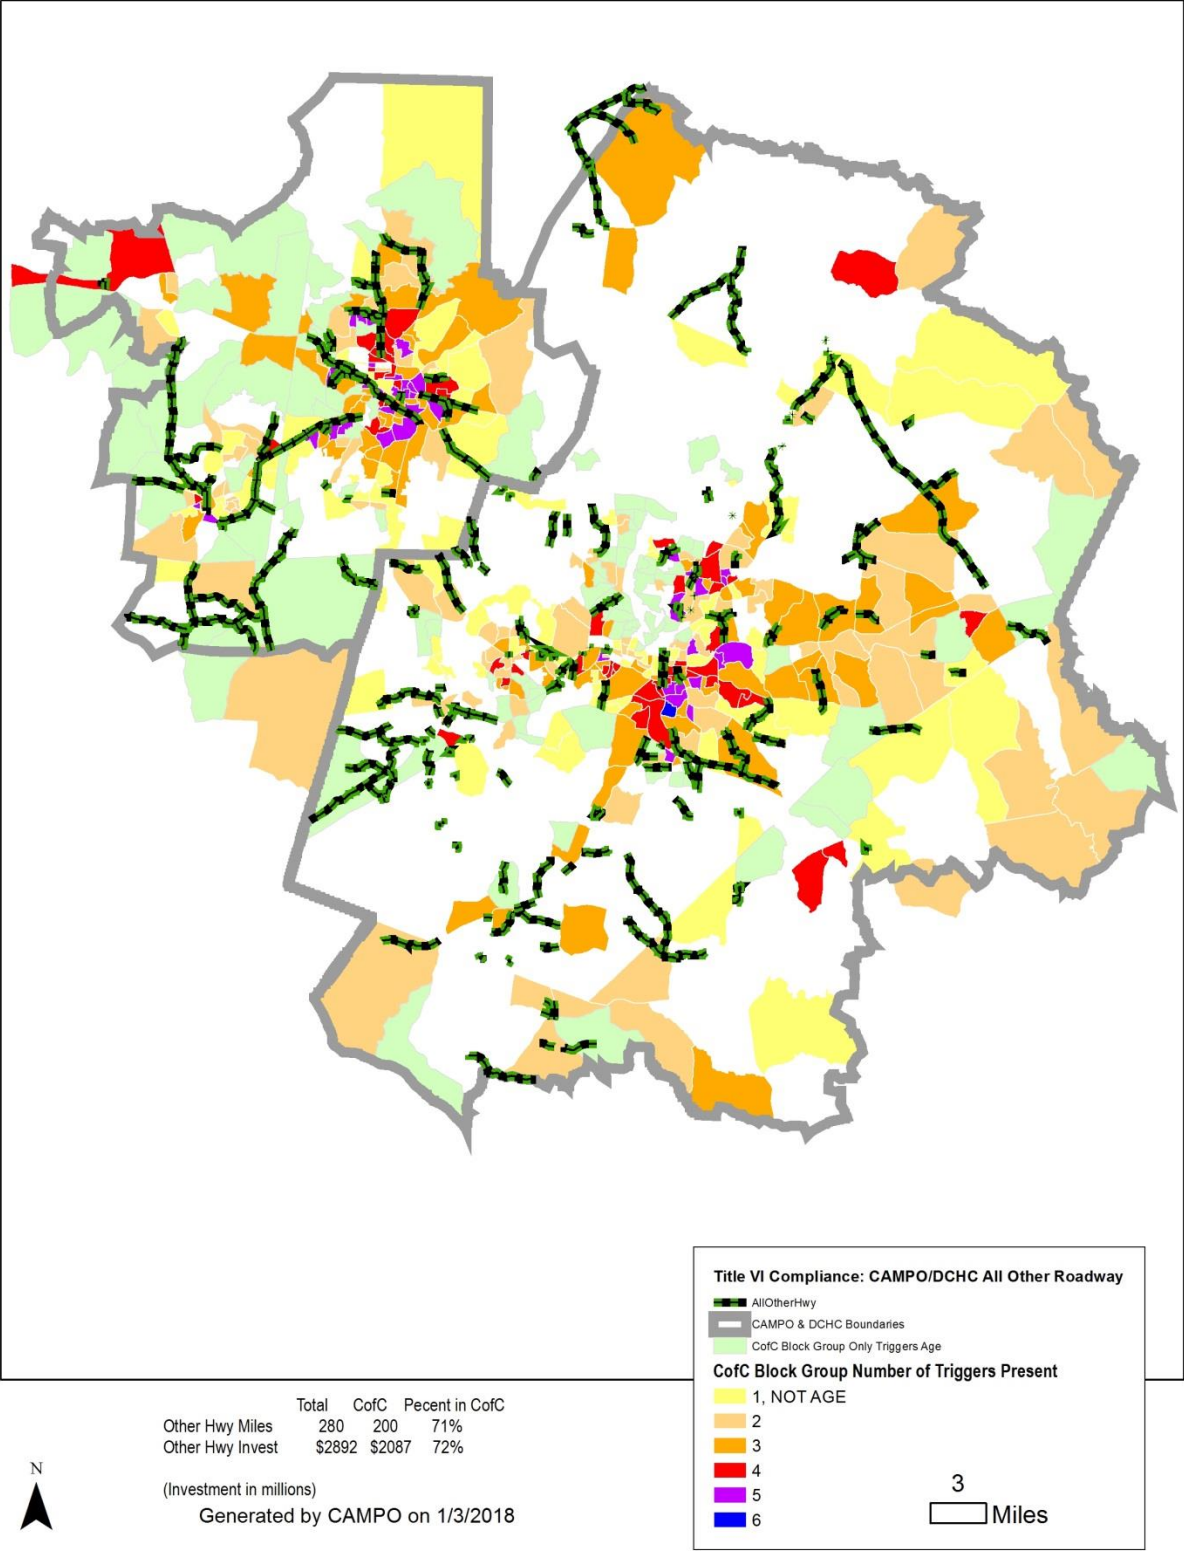 Title VI Compliance: CAMPO/DCHC All Other Roadway
AllOtherHwy
CAMPO & DCHC Boundaries
CofC Block Group Only Triggers Age
CofC Block Group Number of Triggers Present
1, NOT AGE
2
3
4
5
6
3
Miles
Total CofC Pecent in CofC
Other Hwy Miles 280 200 71%
Other Hwy Invest $2892 $2087 72%
(Investment in millions)
Generated by CAMPO on 1/3/2018
N